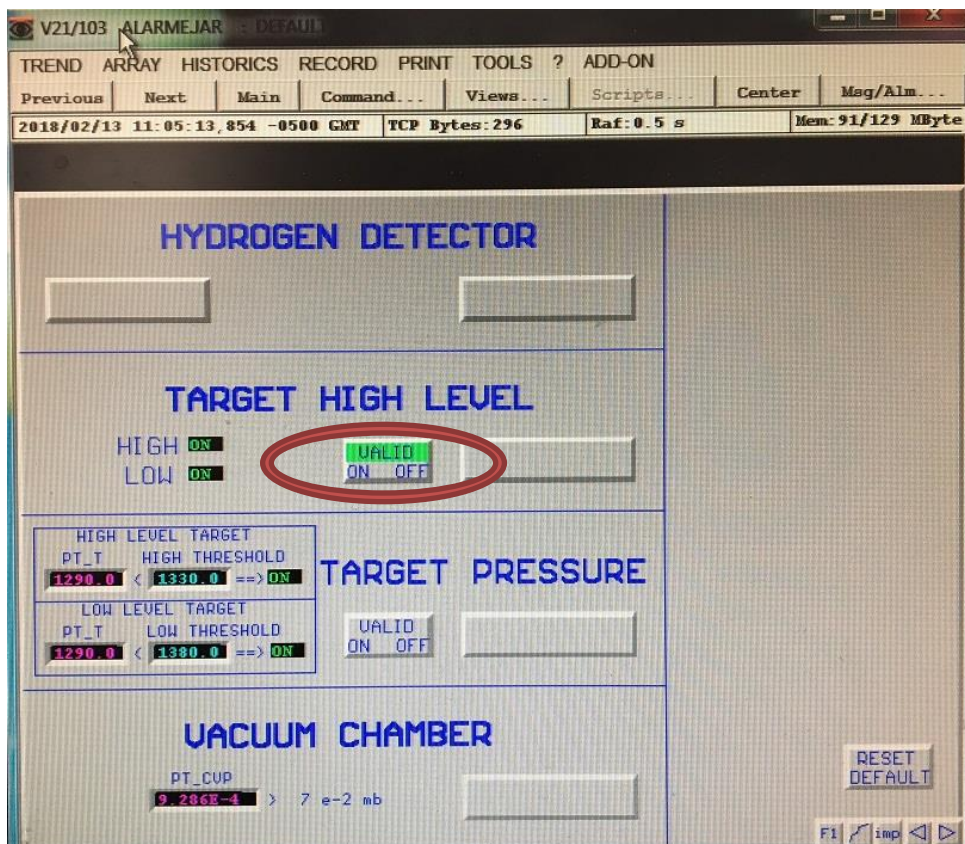 V21/103 ALARMEJAR : DEFAULT
TREND ARRAY HISTORICS RECORD PRINT TOOLS ? ADD-ON
Previous Next Main Command... Views... Scripts... Center Msg/Alm...
2018/02/13 11:05:13,854 -0500 GMT TCP Bytes:296 Raf:0.5 s Mem:91/129 MByte
HYDROGEN DETECTOR
TARGET HIGH LEVEL
HIGH ON
LOW ON
VALID
ON OFF
HIGH LEVEL TARGET
PT_T HIGH THRESHOLD
1290.0 < 1330.0 ==> ON
LOW LEVEL TARGET
PT_T LOW THRESHOLD
1290.0 < 1380.0 ==> ON
TARGET PRESSURE
VALID
ON OFF
VACUUM CHAMBER
PT_CVP
9.286E-4 > 7 e-2 mb
RESET
DEFAULT
F1 imp